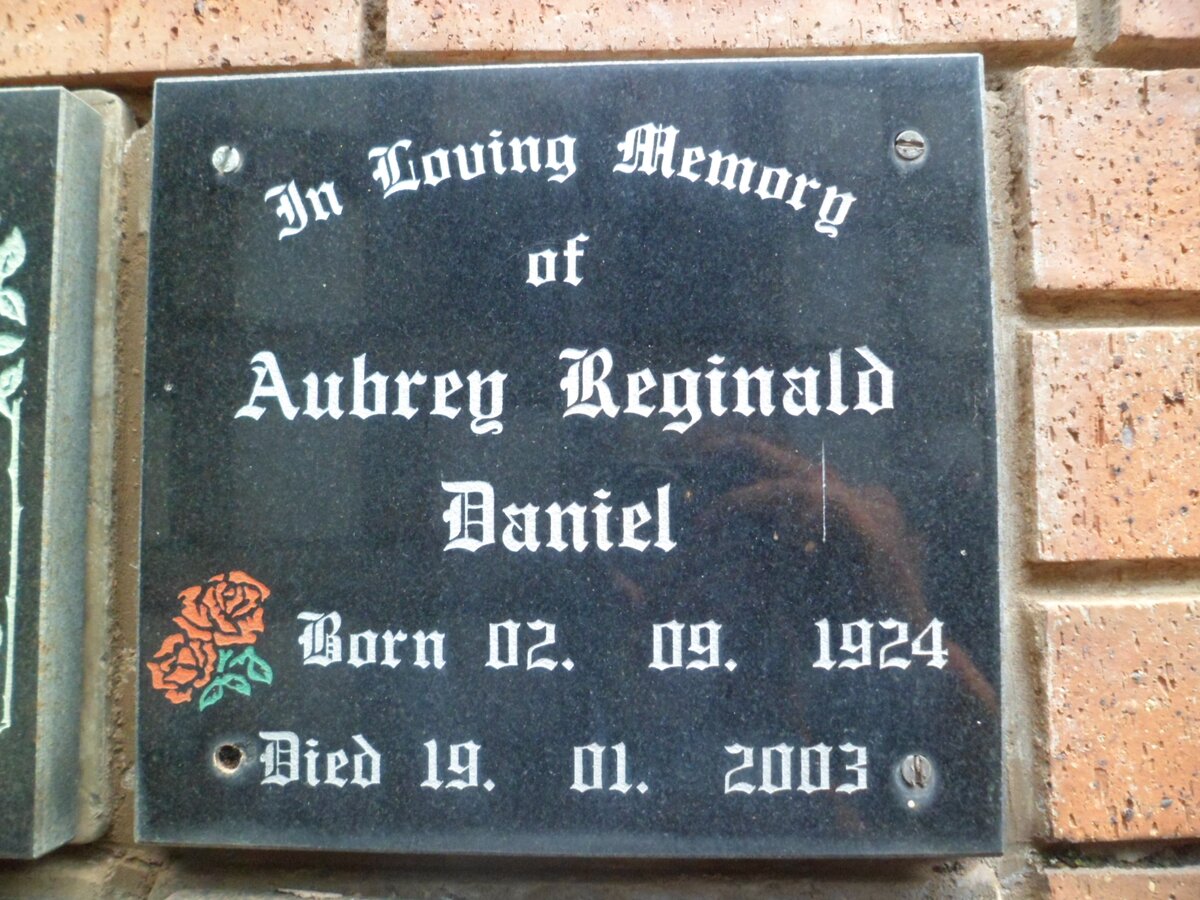 In Loving Memory
of
Aubrey Reginald
Daniel
Born 02. 09. 1924
Died 19. 01. 2003